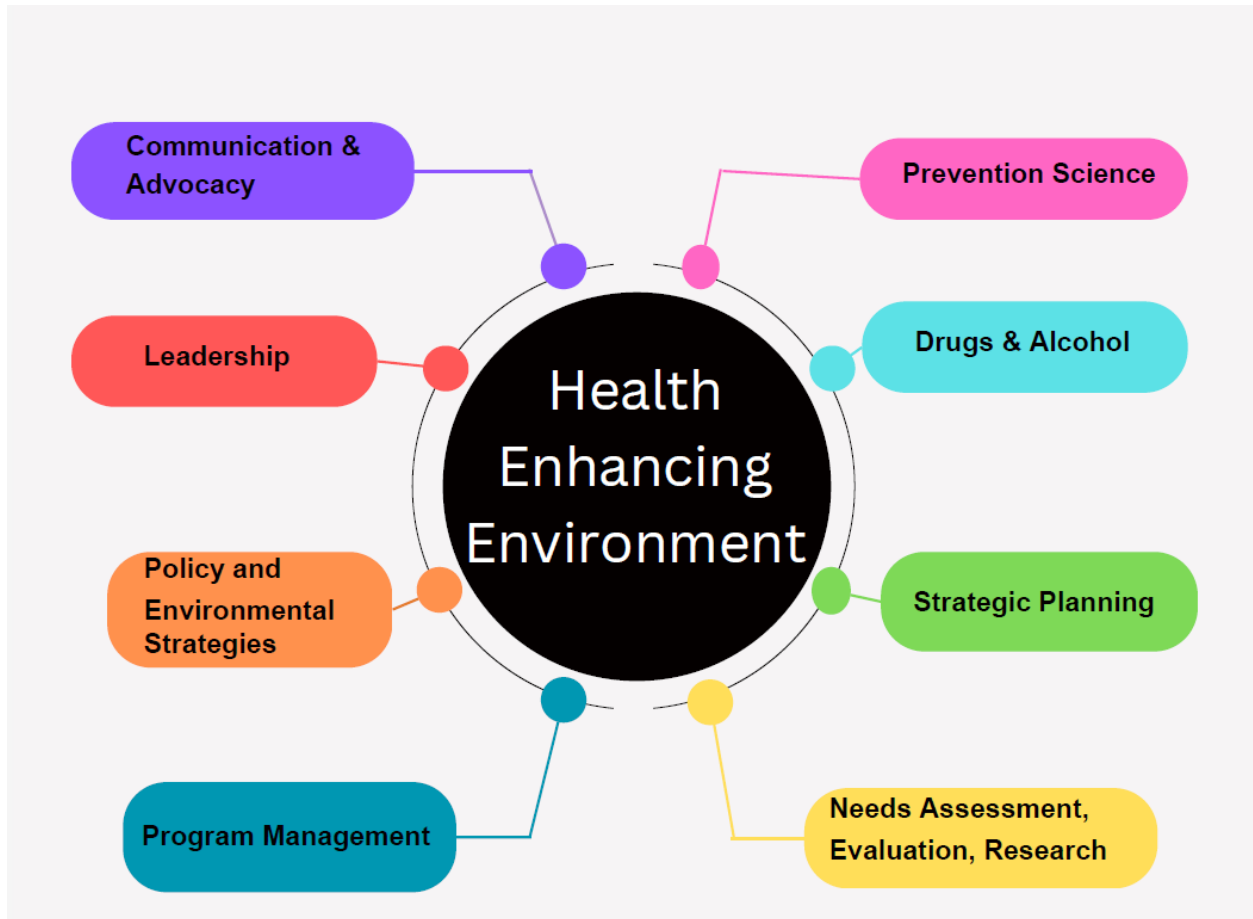 Communication &
Advocacy
Prevention Science
Leadership
Drugs & Alcohol
Health
Enhancing
Environment
Policy and
Environmental
Strategies
Strategic Planning
Program Management
Needs Assessment,
Evaluation, Research